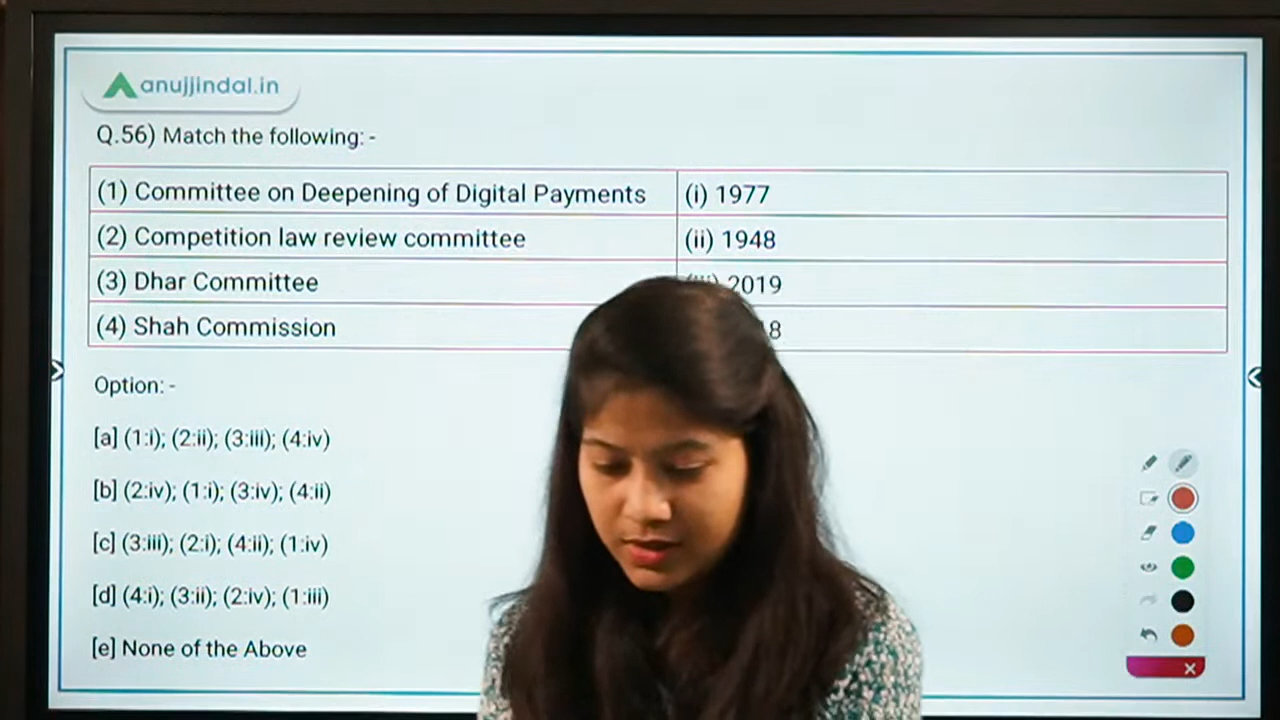 anujjindal.in
Q.56) Match the following: -
(1) Committee on Deepening of Digital Payments (i) 1977
(2) Competition law review committee (ii) 1948
(3) Dhar Committee 2019
(4) Shah Commission
Option: -
[a] (1:i); (2:ii); (3:iii); (4:iv)
[b] (2:iv); (1:i); (3:iv); (4:ii)
[c] (3:iii); (2:i); (4:ii); (1:iv)
[d] (4:i); (3:ii); (2:iv); (1:iii)
[e] None of the Above